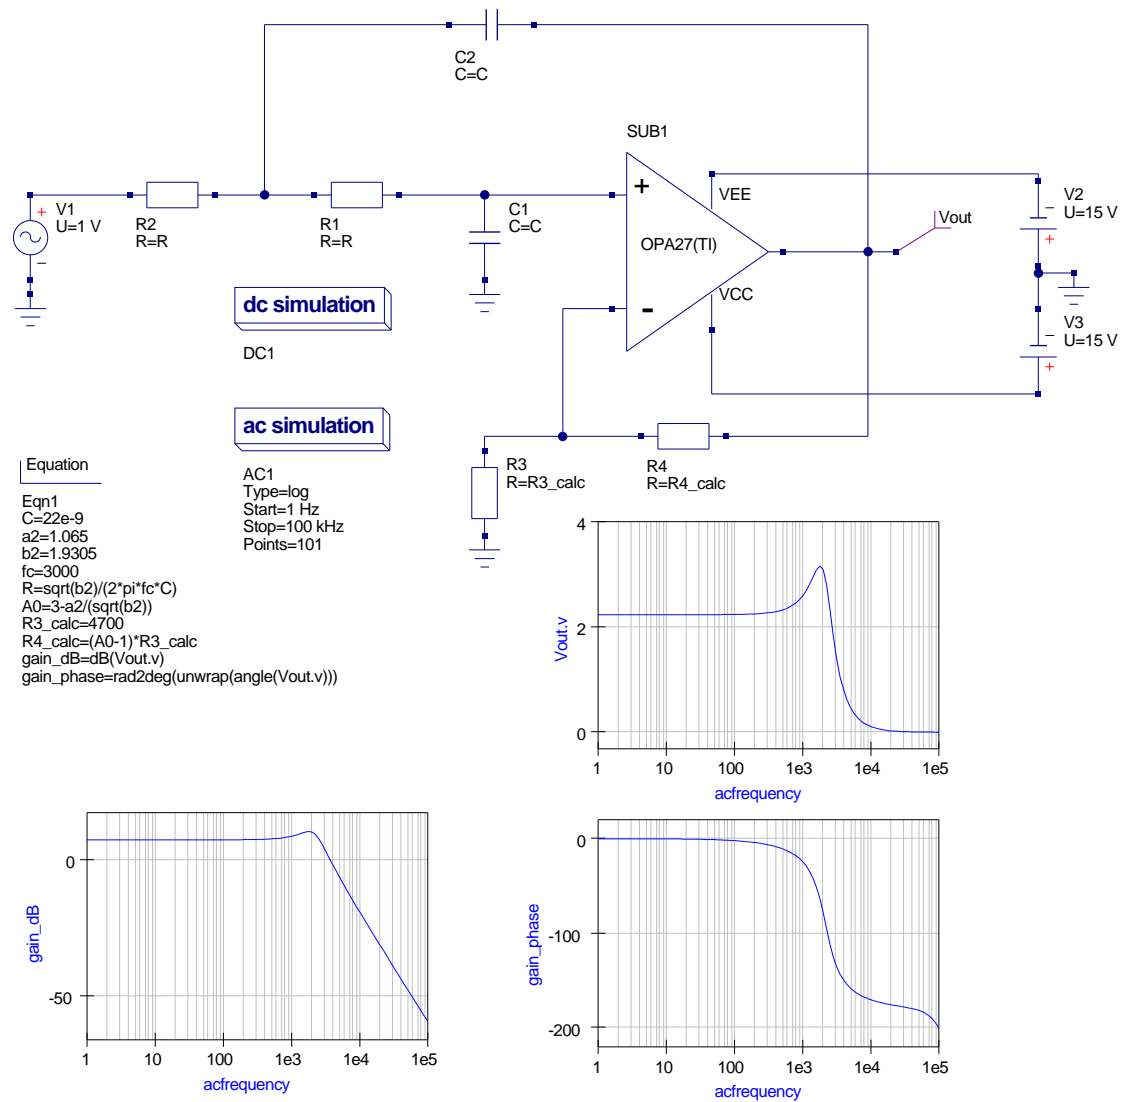 C2
C=C
SUB1
+
VEE
V1
U=1 V
+
−
R2
R=R
R1
R=R
C1
C=C
OPA27(TI)
Vout
V2
U=15 V
−
+
VCC
-
V3
U=15 V
−
+
dc simulation
DC1
ac simulation
AC1
Type=log
Start=1 Hz
Stop=100 kHz
Points=101
R3
R=R3_calc
R4
R=R4_calc
Equation
Eqn1
C=22e-9
a2=1.065
b2=1.9305
fc=3000
R=sqrt(b2)/(2*pi*fc*C)
A0=3-a2/(sqrt(b2))
R3_calc=4700
R4_calc=(A0-1)*R3_calc
gain_dB=dB(Vout.v)
gain_phase=rad2deg(unwrap(angle(Vout.v)))
4
2
0
Vout.v
1 10 100 1e3 1e4 1e5
acfrequency
0
-50
gain_dB
1 10 100 1e3 1e4 1e5
acfrequency
0
-100
-200
gain_phase
1 10 100 1e3 1e4 1e5
acfrequency